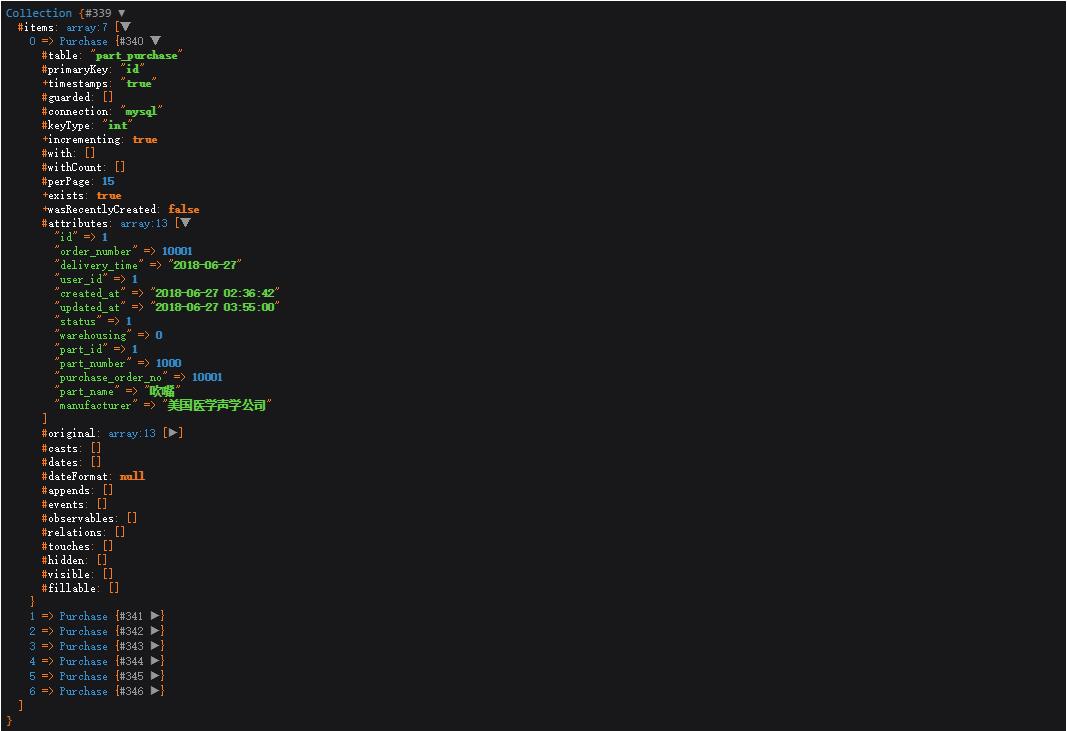 Collection {#339 ▼
#items: array:7 [▼
0 => Purchase {#340 ▼
#table: "part_purchase"
#primaryKey: "id"
+timestamps: "true"
#guarded: []
#connection: "mysql"
#keyType: "int"
+incrementing: true
#with: []
#withCount: []
#perPage: 15
+exists: true
+wasRecentlyCreated: false
#attributes: array:13 [▼
"id" => 1
"order_number" => 10001
"delivery_time" => "2018-06-27"
"user_id" => 1
"created_at" => "2018-06-27 02:36:42"
"updated_at" => "2018-06-27 03:55:00"
"status" => 1
"warehousing" => 0
"part_id" => 1
"part_number" => 1000
"purchase_order_no" => 10001
"part_name" => "吹嘴"
"manufacturer" => "美国医学声学公司"
]
#original: array:13 [▶]
#casts: []
#dates: []
#dateFormat: null
#appends: []
#events: []
#observables: []
#relations: []
#touches: []
#hidden: []
#visible: []
#fillable: []
}
1 => Purchase {#341 ▶}
2 => Purchase {#342 ▶}
3 => Purchase {#343 ▶}
4 => Purchase {#344 ▶}
5 => Purchase {#345 ▶}
6 => Purchase {#346 ▶}
]
}